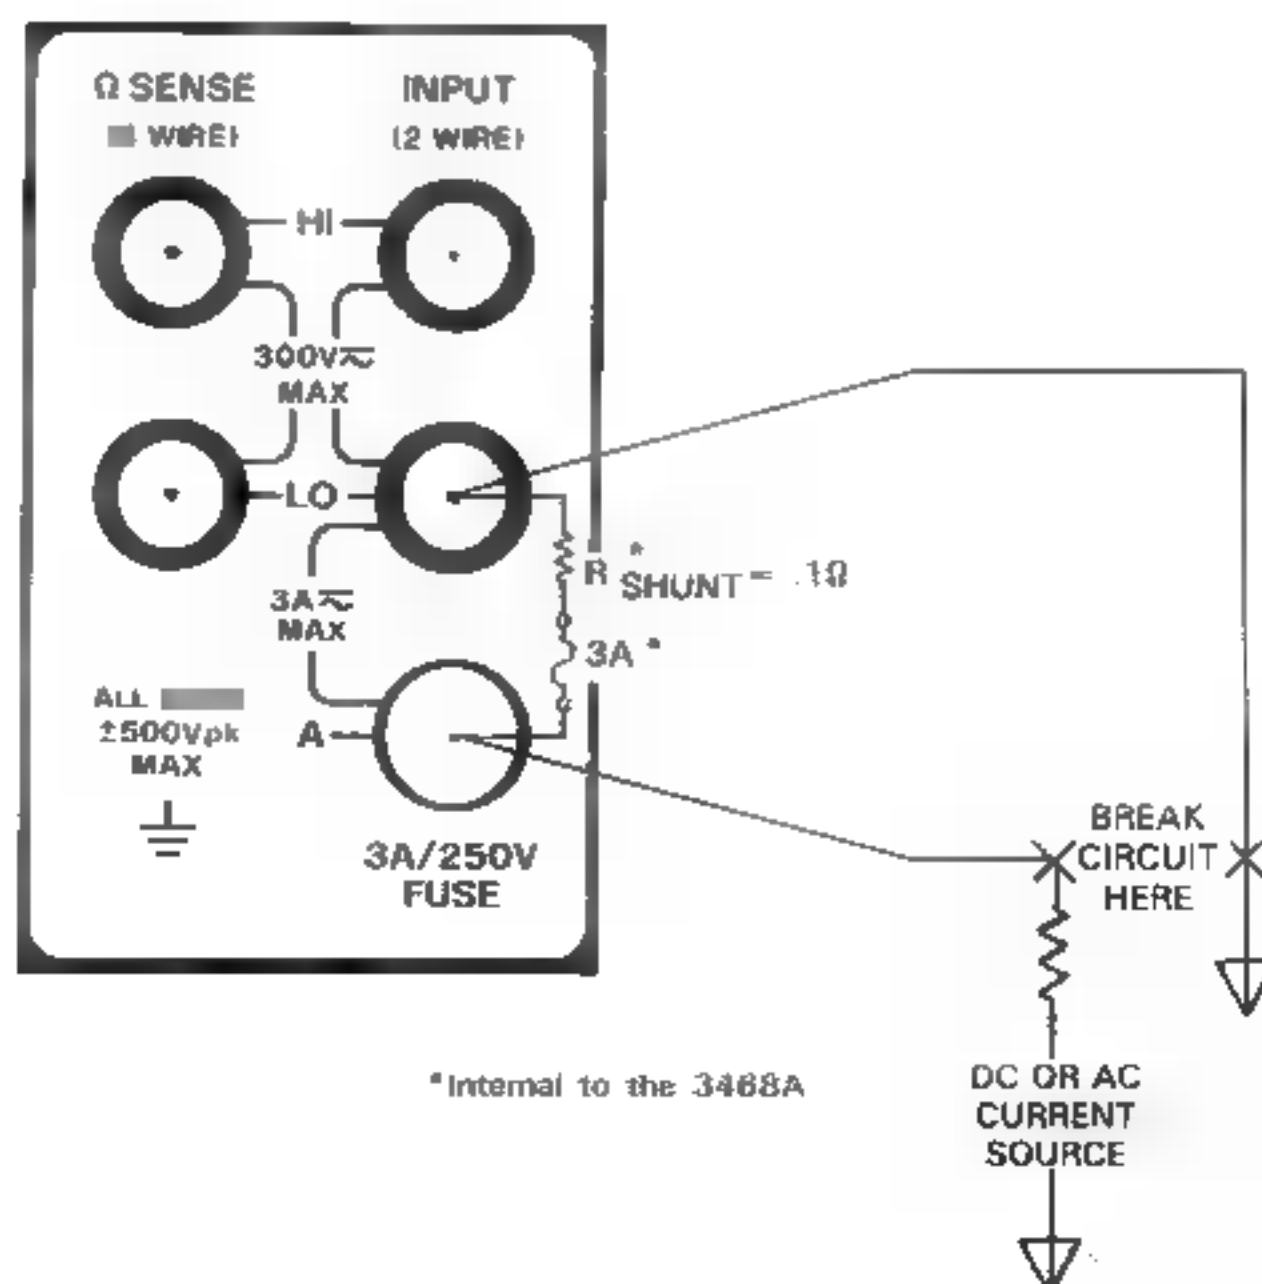 Ω SENSE
WIRE)
INPUT
(2 WIRE)
HI
300V⏦
MAX
LO
3A⏦
MAX
R SHUNT* = .1Ω
3A *
ALL
±500Vpk
MAX
A
3A/250V
FUSE
BREAK
CIRCUIT
HERE
DC OR AC
CURRENT
SOURCE
*Internal to the 3468A